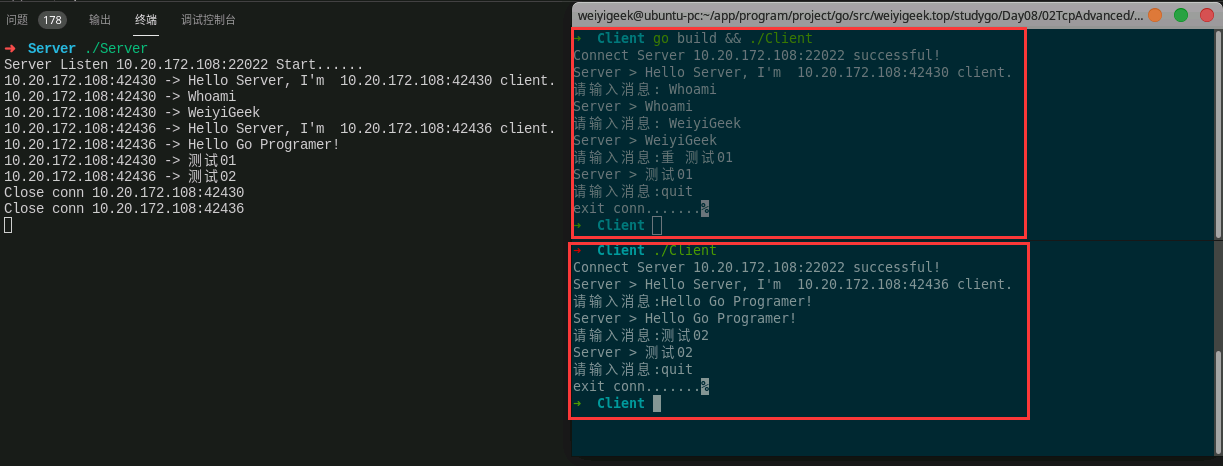 问题 178 输出 终端 调试控制台
➜ Server ./Server
Server Listen 10.20.172.108:22022 Start......
10.20.172.108:42430 -> Hello Server, I'm  10.20.172.108:42430 client.
10.20.172.108:42430 -> Whoami
10.20.172.108:42430 -> WeiyiGeek
10.20.172.108:42436 -> Hello Server, I'm  10.20.172.108:42436 client.
10.20.172.108:42436 -> Hello Go Programer!
10.20.172.108:42430 -> 测试01
10.20.172.108:42436 -> 测试02
Close conn 10.20.172.108:42430
Close conn 10.20.172.108:42436
weiyigeek@ubuntu-pc:~/app/program/project/go/src/weiyigeek.top/studygo/Day08/02TcpAdvanced/...
➜ Client go build && ./Client
Connect Server 10.20.172.108:22022 successful!
Server > Hello Server, I'm  10.20.172.108:42430 client.
请输入消息: Whoami
Server > Whoami
请输入消息: WeiyiGeek
Server > WeiyiGeek
请输入消息:重 测试01
Server > 测试01
请输入消息:quit
exit conn.......%
➜ Client
➜ Client ./Client
Connect Server 10.20.172.108:22022 successful!
Server > Hello Server, I'm  10.20.172.108:42436 client.
请输入消息:Hello Go Programer!
Server > Hello Go Programer!
请输入消息:测试02
Server > 测试02
请输入消息:quit
exit conn.......%
➜ Client